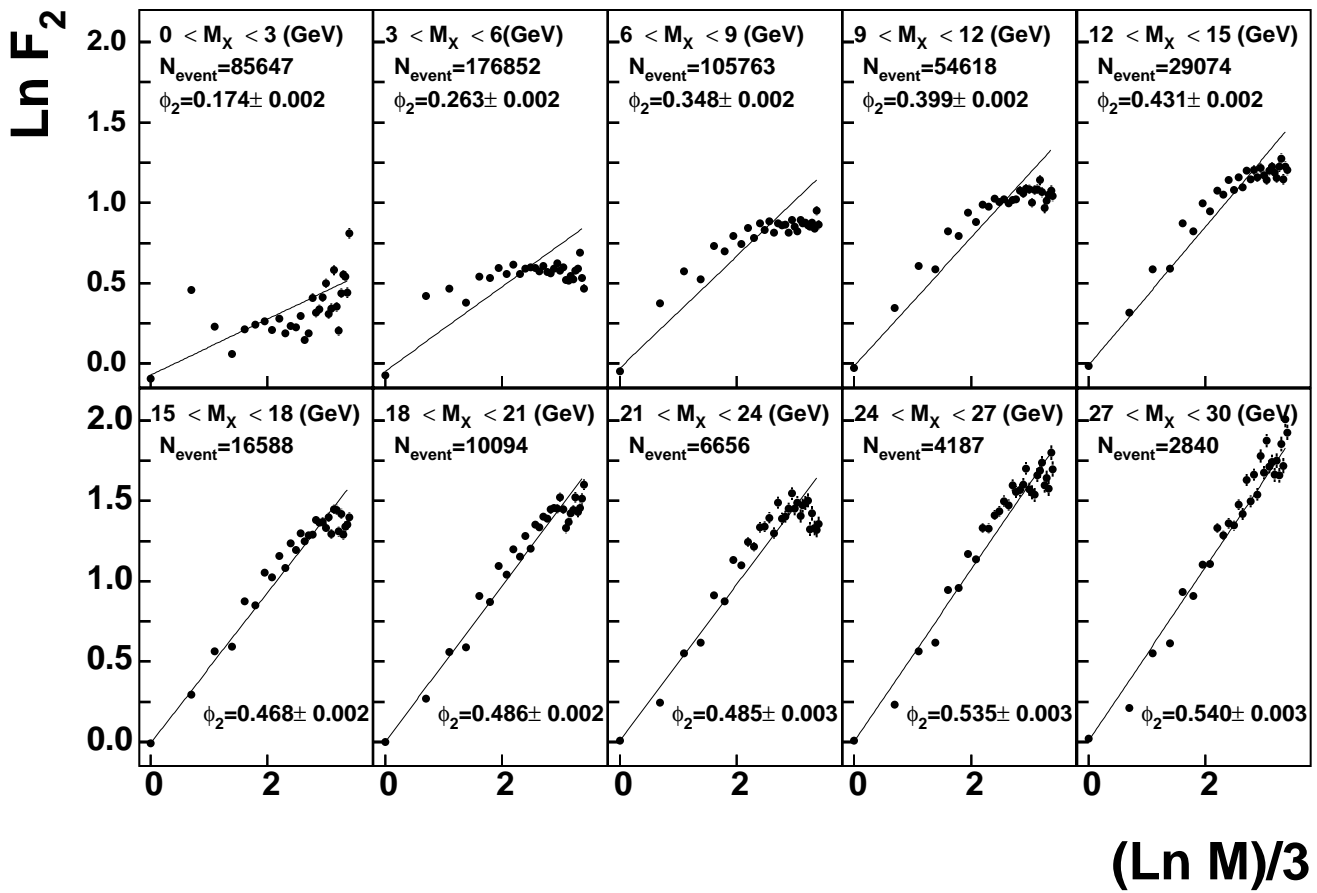 Ln F2
0 < MX < 3 (GeV)
Nevent=85647
ϕ2=0.174± 0.002
3 < MX < 6(GeV)
Nevent=176852
ϕ2=0.263± 0.002
6 < MX < 9 (GeV)
Nevent=105763
ϕ2=0.348± 0.002
9 < MX < 12 (GeV)
Nevent=54618
ϕ2=0.399± 0.002
12 < MX < 15 (GeV)
Nevent=29074
ϕ2=0.431± 0.002
2.0
1.5
1.0
0.5
0.0
15 < MX < 18 (GeV)
Nevent=16588
ϕ2=0.468± 0.002
18 < MX < 21 (GeV)
Nevent=10094
ϕ2=0.486± 0.002
21 < MX < 24 (GeV)
Nevent=6656
ϕ2=0.485± 0.003
24 < MX < 27 (GeV)
Nevent=4187
ϕ2=0.535± 0.003
27 < MX < 30 (GeV)
Nevent=2840
ϕ2=0.540± 0.003
2.0
1.5
1.0
0.5
0.0
0 2 0 2 0 2 0 2 0 2
(Ln M)/3